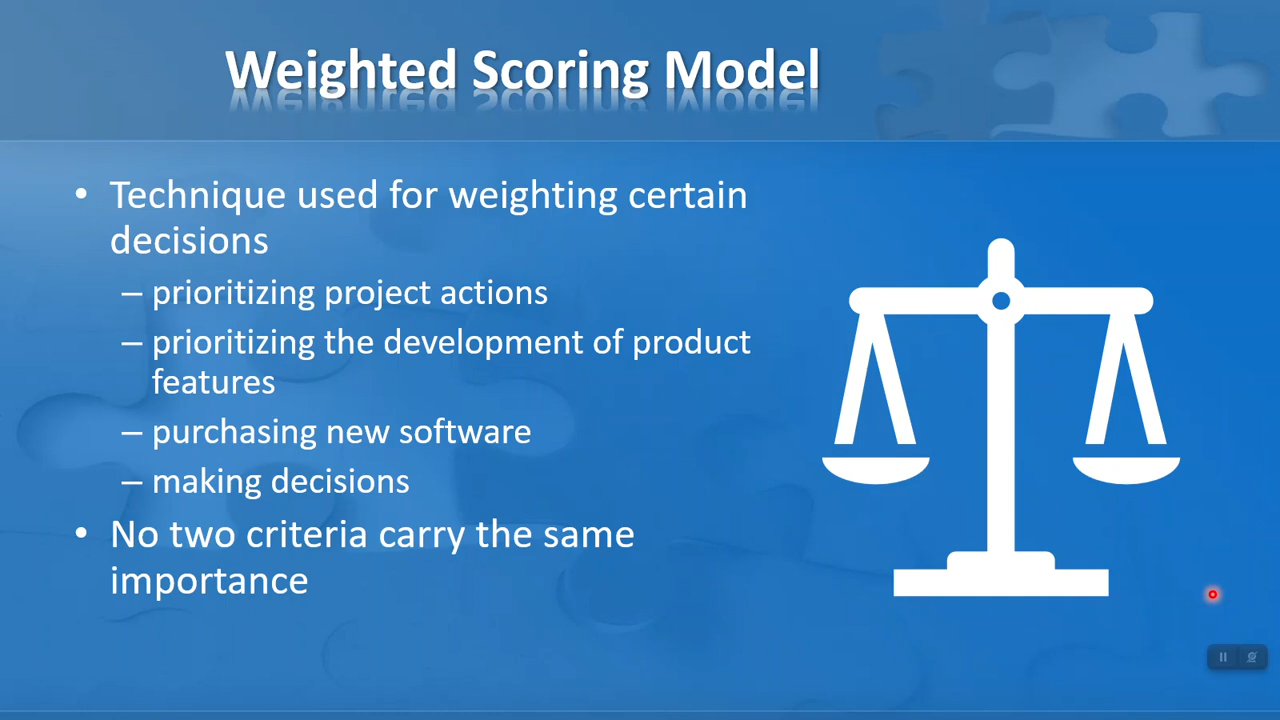 Weighted Scoring Model
• Technique used for weighting certain
decisions
– prioritizing project actions
– prioritizing the development of product
features
– purchasing new software
– making decisions
• No two criteria carry the same
importance